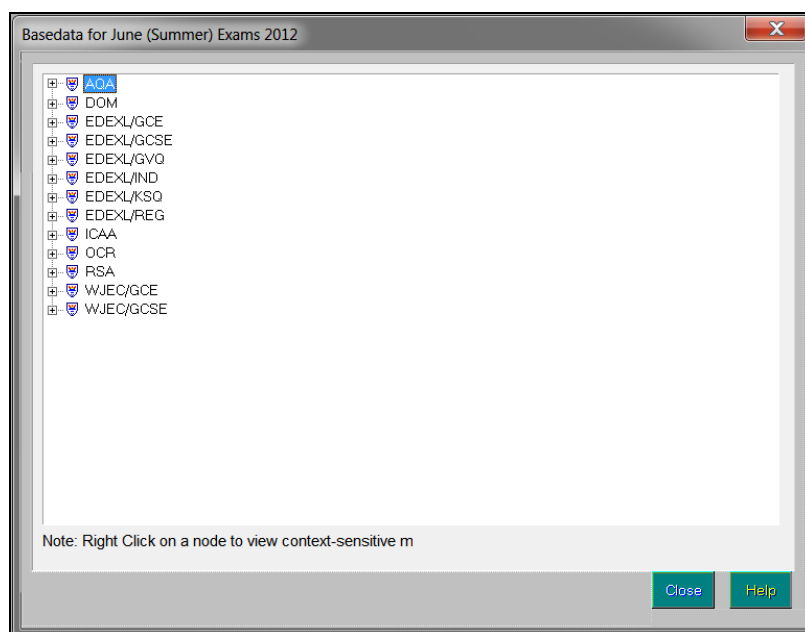 Basedata for June (Summer) Exams 2012
AQA
DOM
EDEXL/GCE
EDEXL/GCSE
EDEXL/GVQ
EDEXL/IND
EDEXL/KSQ
EDEXL/REG
ICAA
OCR
RSA
WJEC/GCE
WJEC/GCSE
Note: Right Click on a node to view context-sensitive m
Close Help